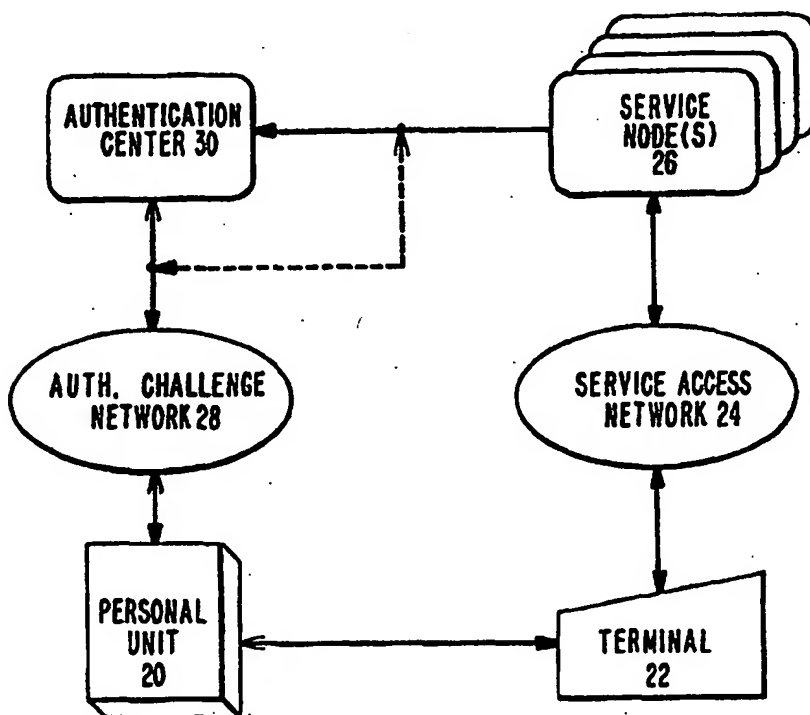 AUTHENTICATION
CENTER 30
SERVICE
NODE(S)
26
AUTH. CHALLENGE
NETWORK 28
SERVICE ACCESS
NETWORK 24
PERSONAL
UNIT
20
TERMINAL
22